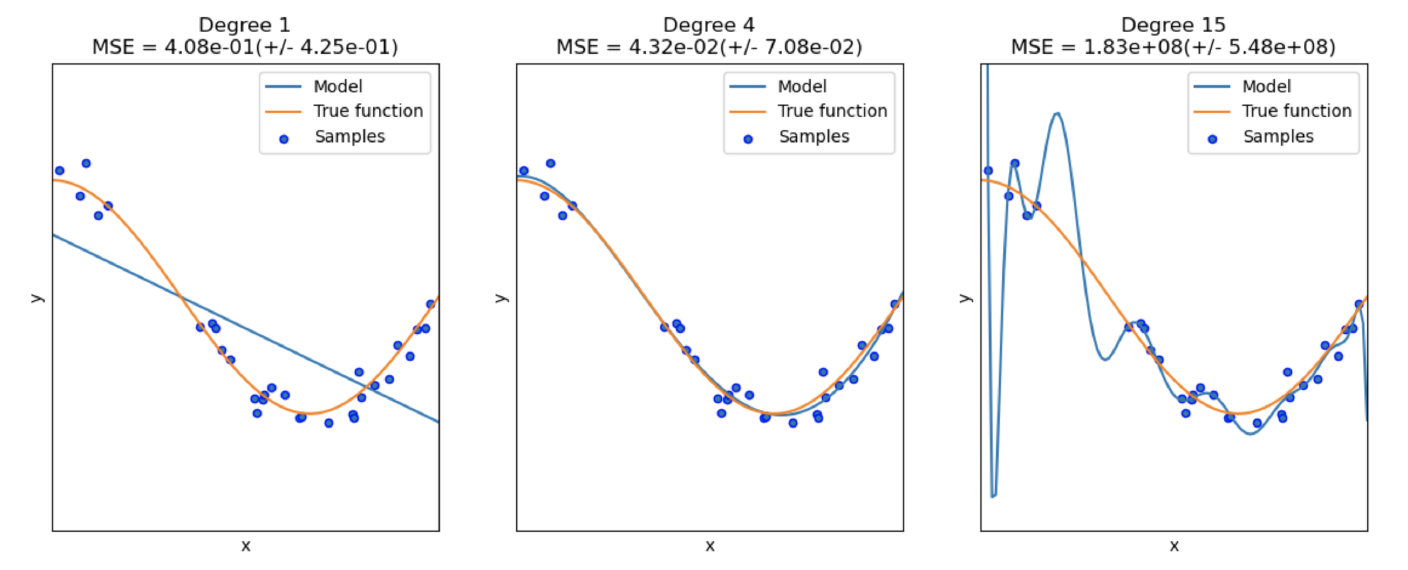 Degree 1
MSE = 4.08e-01(+/- 4.25e-01)
Model
True function
Samples
y
x
Degree 4
MSE = 4.32e-02(+/- 7.08e-02)
Model
True function
Samples
y
x
Degree 15
MSE = 1.83e+08(+/- 5.48e+08)
Model
True function
Samples
y
x